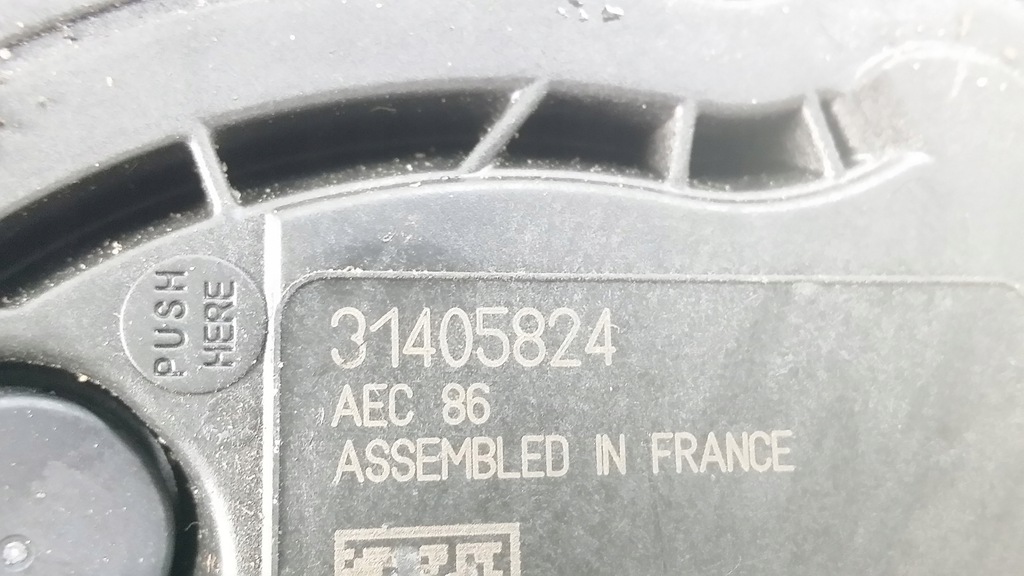 PUSH
HERE
31405824
AEC 86
ASSEMBLED IN FRANCE